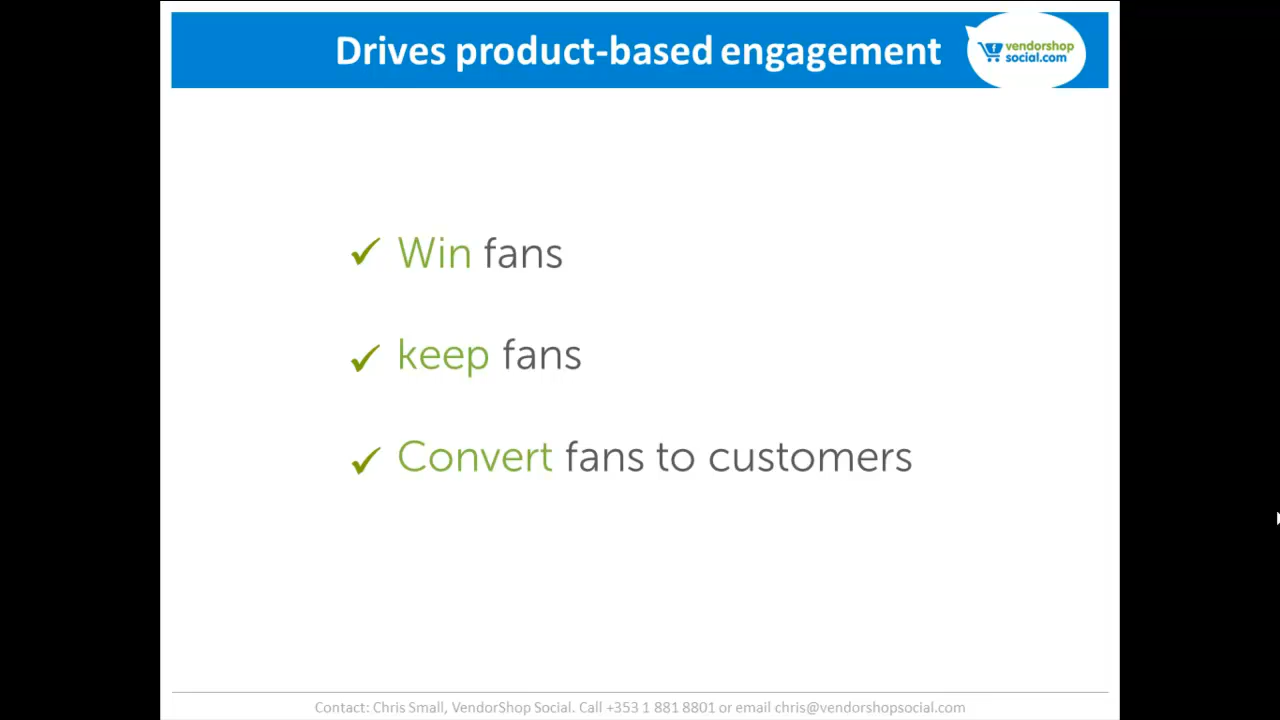 Drives product-based engagement
vendorshop
social.com
Win fans
keep fans
Convert fans to customers
Contact: Chris Small, VendorShop Social. Call +353 1 881 8801 or email chris@vendorshopsocial.com